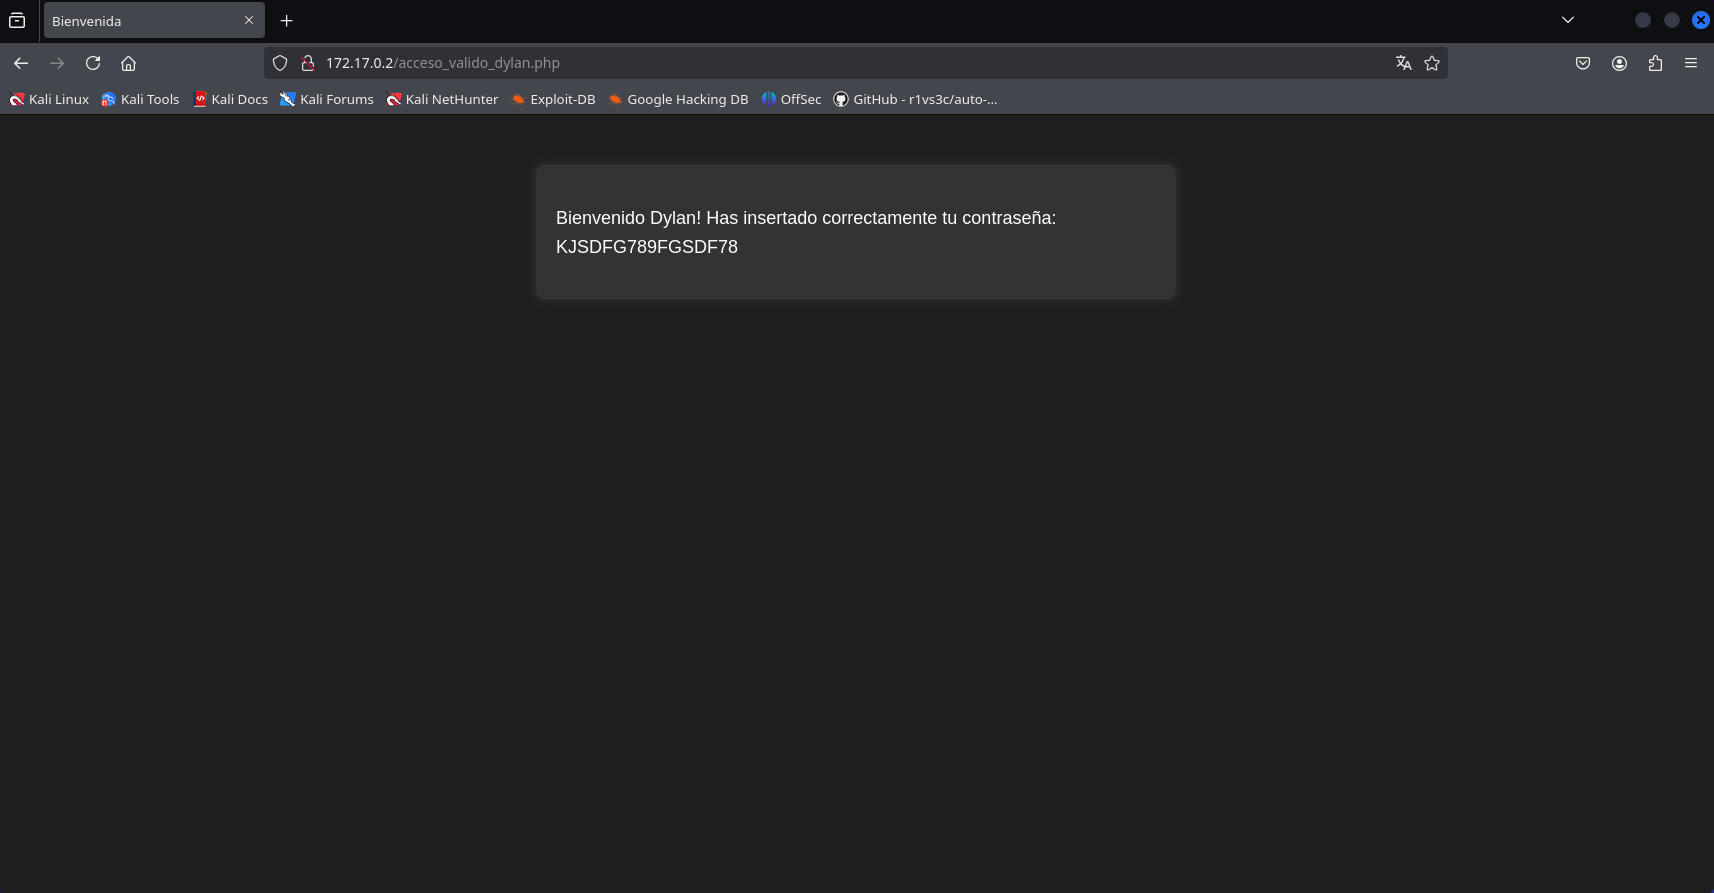 Bienvenida
172.17.0.2/acceso_valido_dylan.php
Kali Linux Kali Tools Kali Docs Kali Forums Kali NetHunter Exploit-DB Google Hacking DB OffSec GitHub - r1vs3c/auto-...
Bienvenido Dylan! Has insertado correctamente tu contraseña:
KJSDFG789FGSDF78